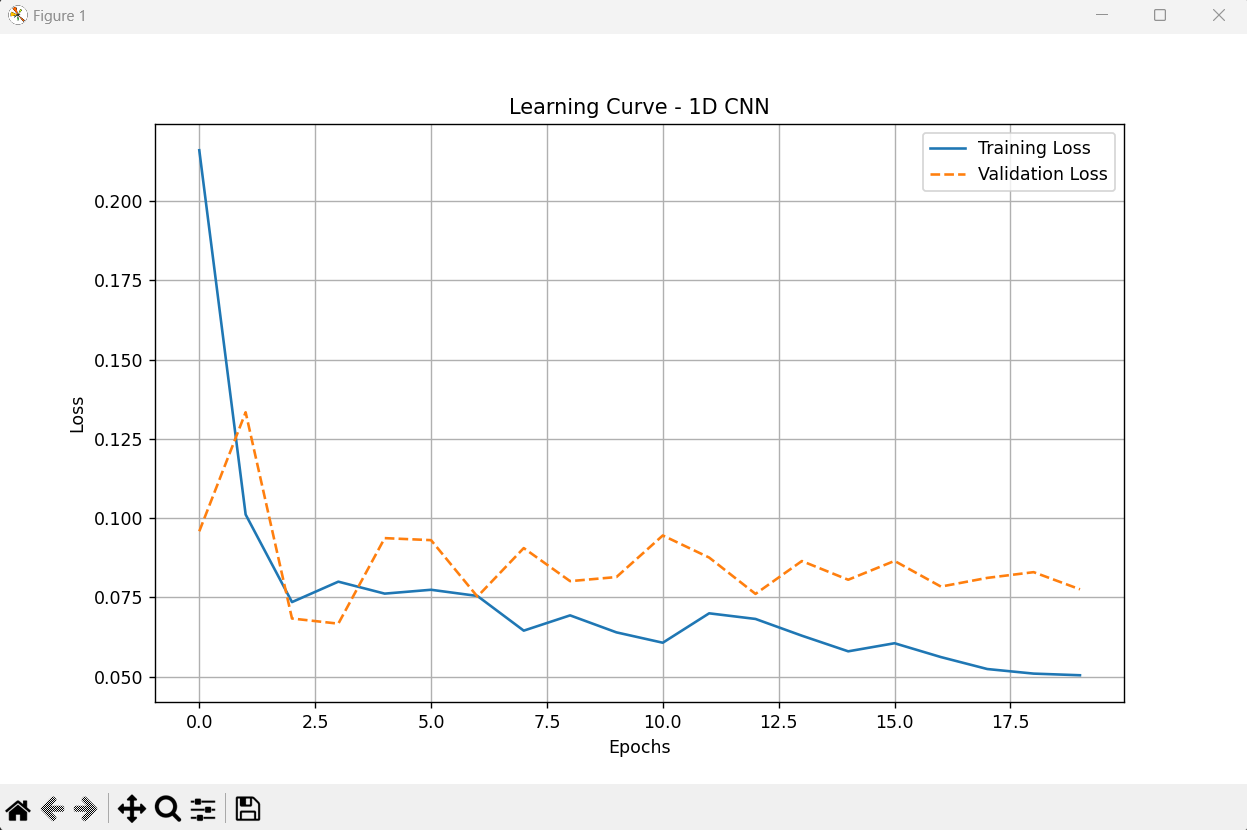 Figure 1
Learning Curve - 1D CNN
Training Loss
Validation Loss
0.200
0.175
0.150
0.125
0.100
0.075
0.050
Loss
0.0 2.5 5.0 7.5 10.0 12.5 15.0 17.5
Epochs